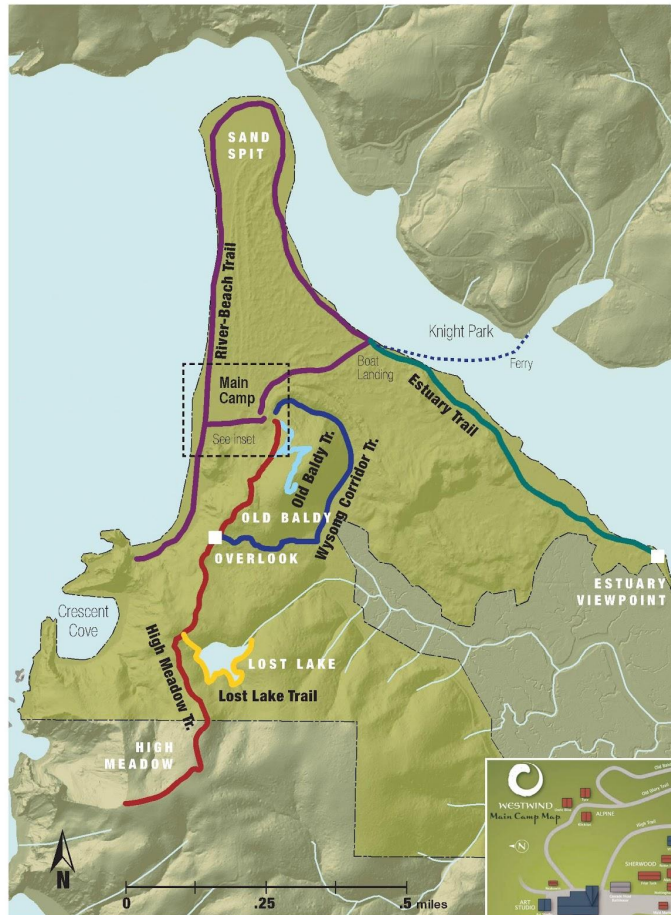 SAND
SPIT
River-Beach Trail
Knight Park
Ferry
Boat
Landing
Main
Camp
See inset
Estuary Trail
Old Baldy Tr.
Wysong Corridor Tr.
OLD BALDY
OVERLOOK
ESTUARY
VIEWPOINT
Crescent
Cove
High Meadow Tr.
LOST LAKE
Lost Lake Trail
HIGH
MEADOW
N
0 .25 .5 miles
WESTWIND
Main Camp Map
N
ALPINE
High Trail
SHERWOOD
ART
STUDIO